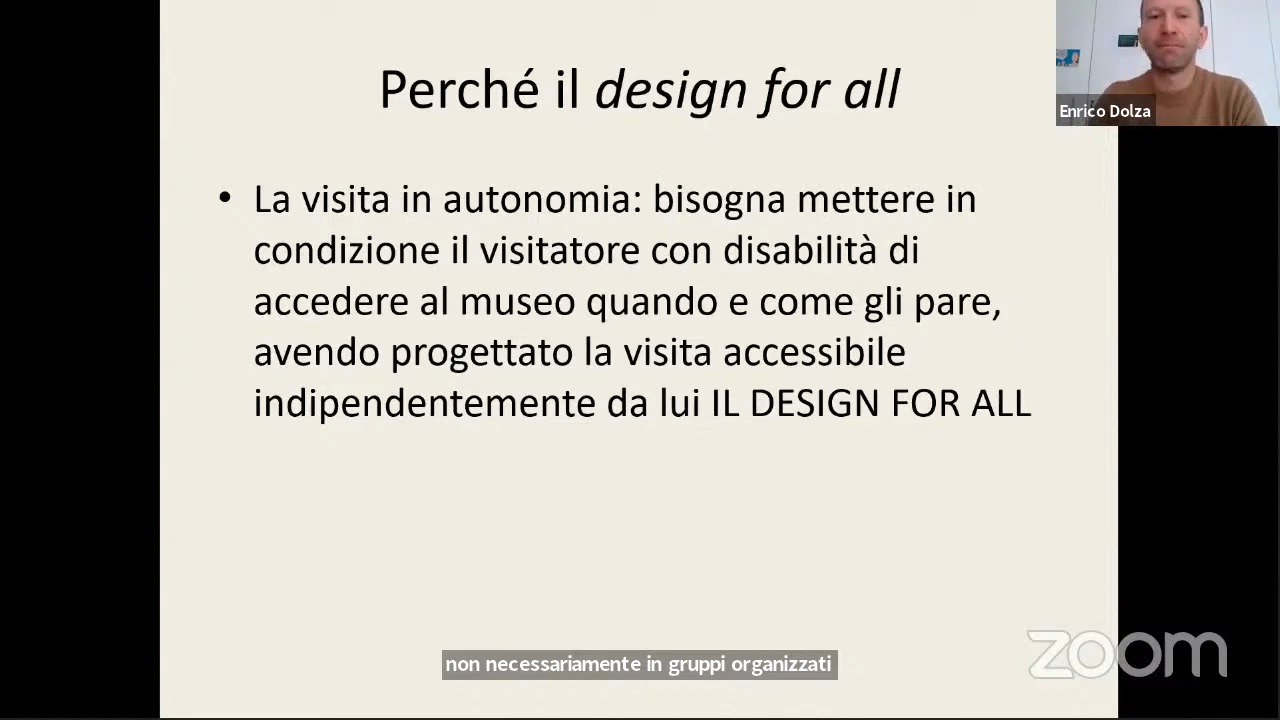 Perché il design for all
Enrico Dolza
• La visita in autonomia: bisogna mettere in
condizione il visitatore con disabilità di
accedere al museo quando e come gli pare,
avendo progettato la visita accessibile
indipendentemente da lui IL DESIGN FOR ALL
non necessariamente in gruppi organizzati
zoom